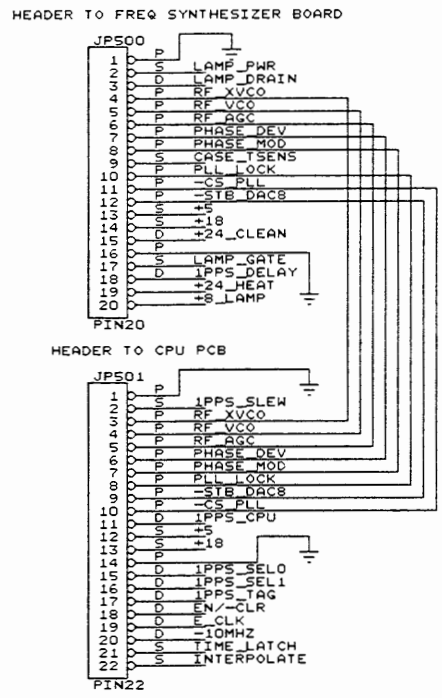 HEADER TO FREQ SYNTHESIZER BOARD
JP500
1 P
2 S LAMP_PWR
3 D LAMP_DRAIN
4 P RF_XVCO
5 P RF_VCO
6 P RF_AGC
7 P PHASE_DEV
8 P PHASE_MOD
9 S CASE_TSENS
10 P PLL_LOCK
11 P -CS_PLL
12 P -STB_DAC8
13 S +5
14 S +18
15 D +24_CLEAN
16 P
17 S LAMP_GATE
18 D 1PPS_DELAY
19 +24_HEAT
20 +8_LAMP
PIN20
HEADER TO CPU PCB
JP501
1 P
2 S 1PPS_SLEW
3 P RF_XVCO
4 P RF_VCO
5 P RF_AGC
6 P PHASE_DEV
7 P PHASE_MOD
8 P PLL_LOCK
9 P -STB_DAC8
10 P -CS_PLL
11 D 1PPS_CPU
12 S +5
13 S +18
14 P
15 D 1PPS_SEL0
16 D 1PPS_SEL1
17 D 1PPS_TAG
18 D EN/-CLR
19 D E_CLK
20 D -10MHZ
21 S TIME_LATCH
22 S INTERPOLATE
PIN22